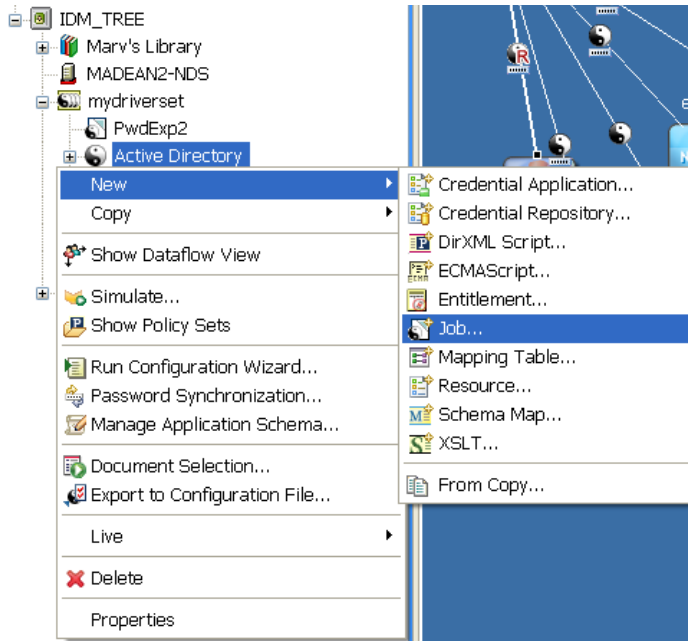 IDM_TREE
Marv's Library
MADEAN2-NDS
mydriverset
PwdExp2
Active Directory
New
Copy
Show Dataflow View
Simulate...
Show Policy Sets
Run Configuration Wizard...
Password Synchronization...
Manage Application Schema...
Document Selection...
Export to Configuration File...
Live
Delete
Properties
Credential Application...
Credential Repository...
DirXML Script...
ECMAScript...
Entitlement...
Job...
Mapping Table...
Resource...
Schema Map...
XSLT...
From Copy...
R
e
N